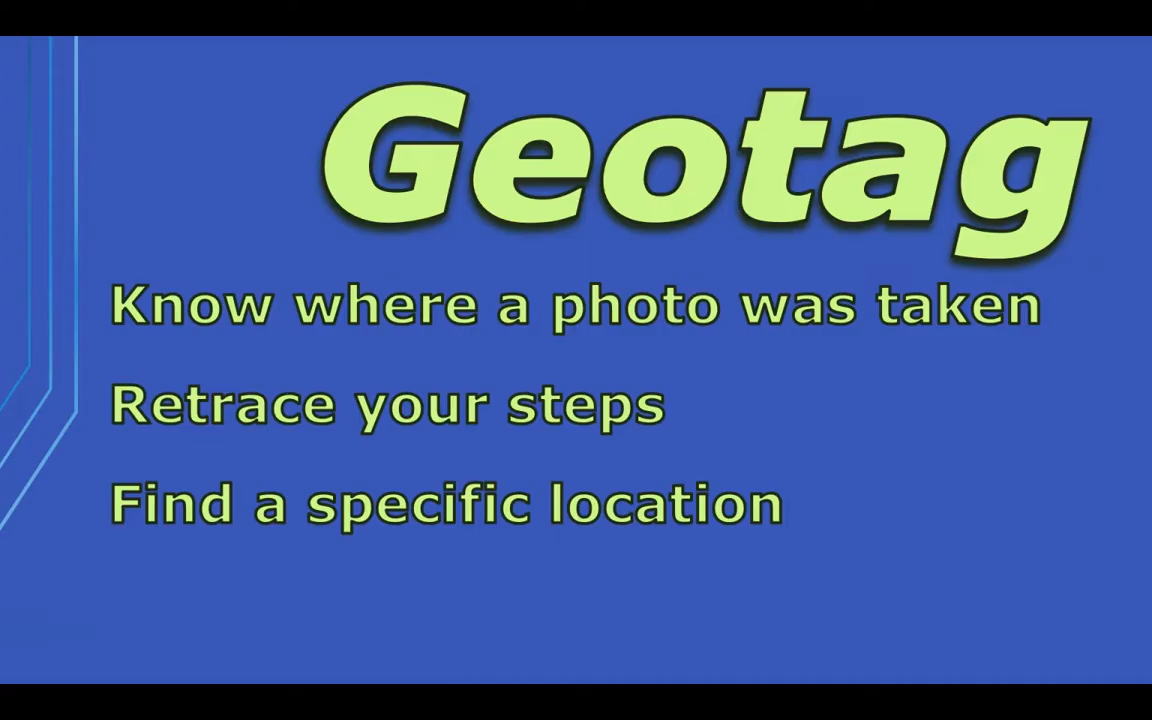 Geotag
Know where a photo was taken
Retrace your steps
Find a specific location